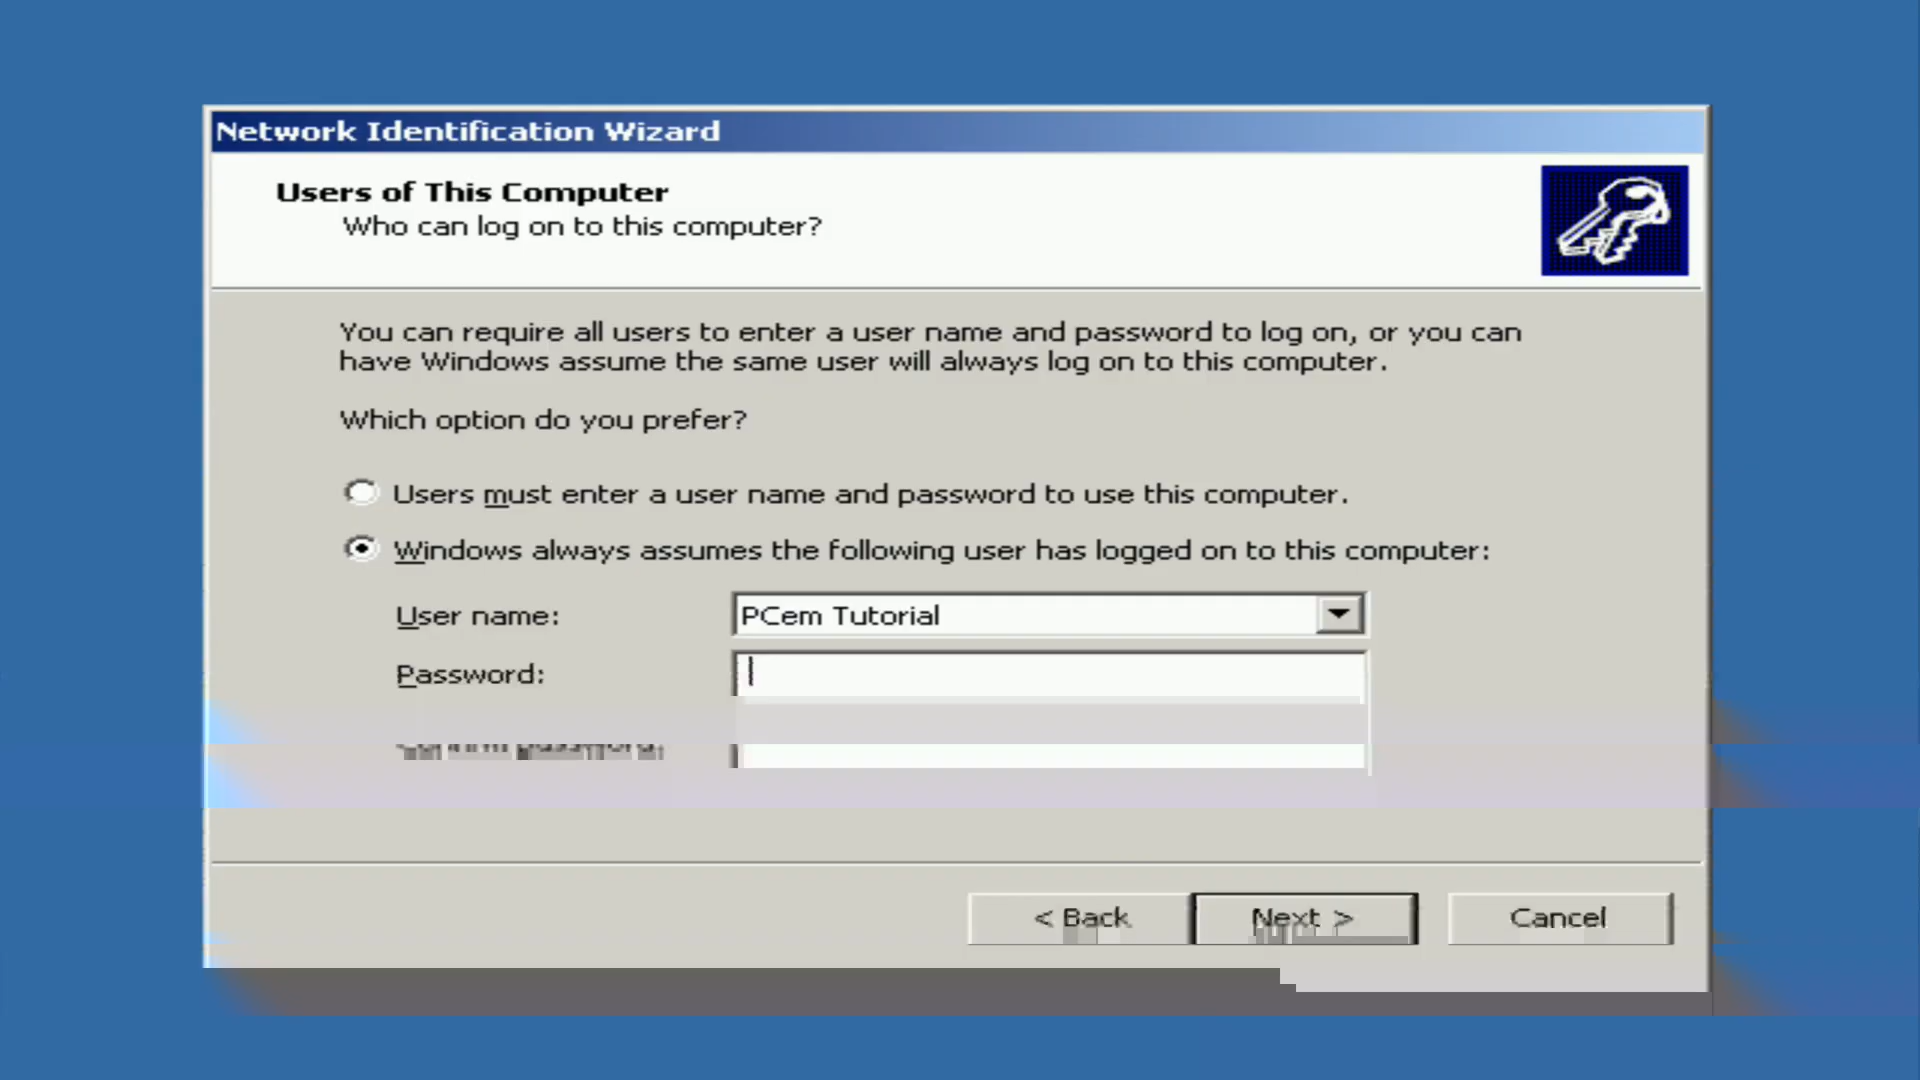 Network Identification Wizard
Users of This Computer
Who can log on to this computer?
You can require all users to enter a user name and password to log on, or you can
have Windows assume the same user will always log on to this computer.
Which option do you prefer?
Users must enter a user name and password to use this computer.
Windows always assumes the following user has logged on to this computer:
User name: PCem Tutorial
Password:
< Back Next > Cancel